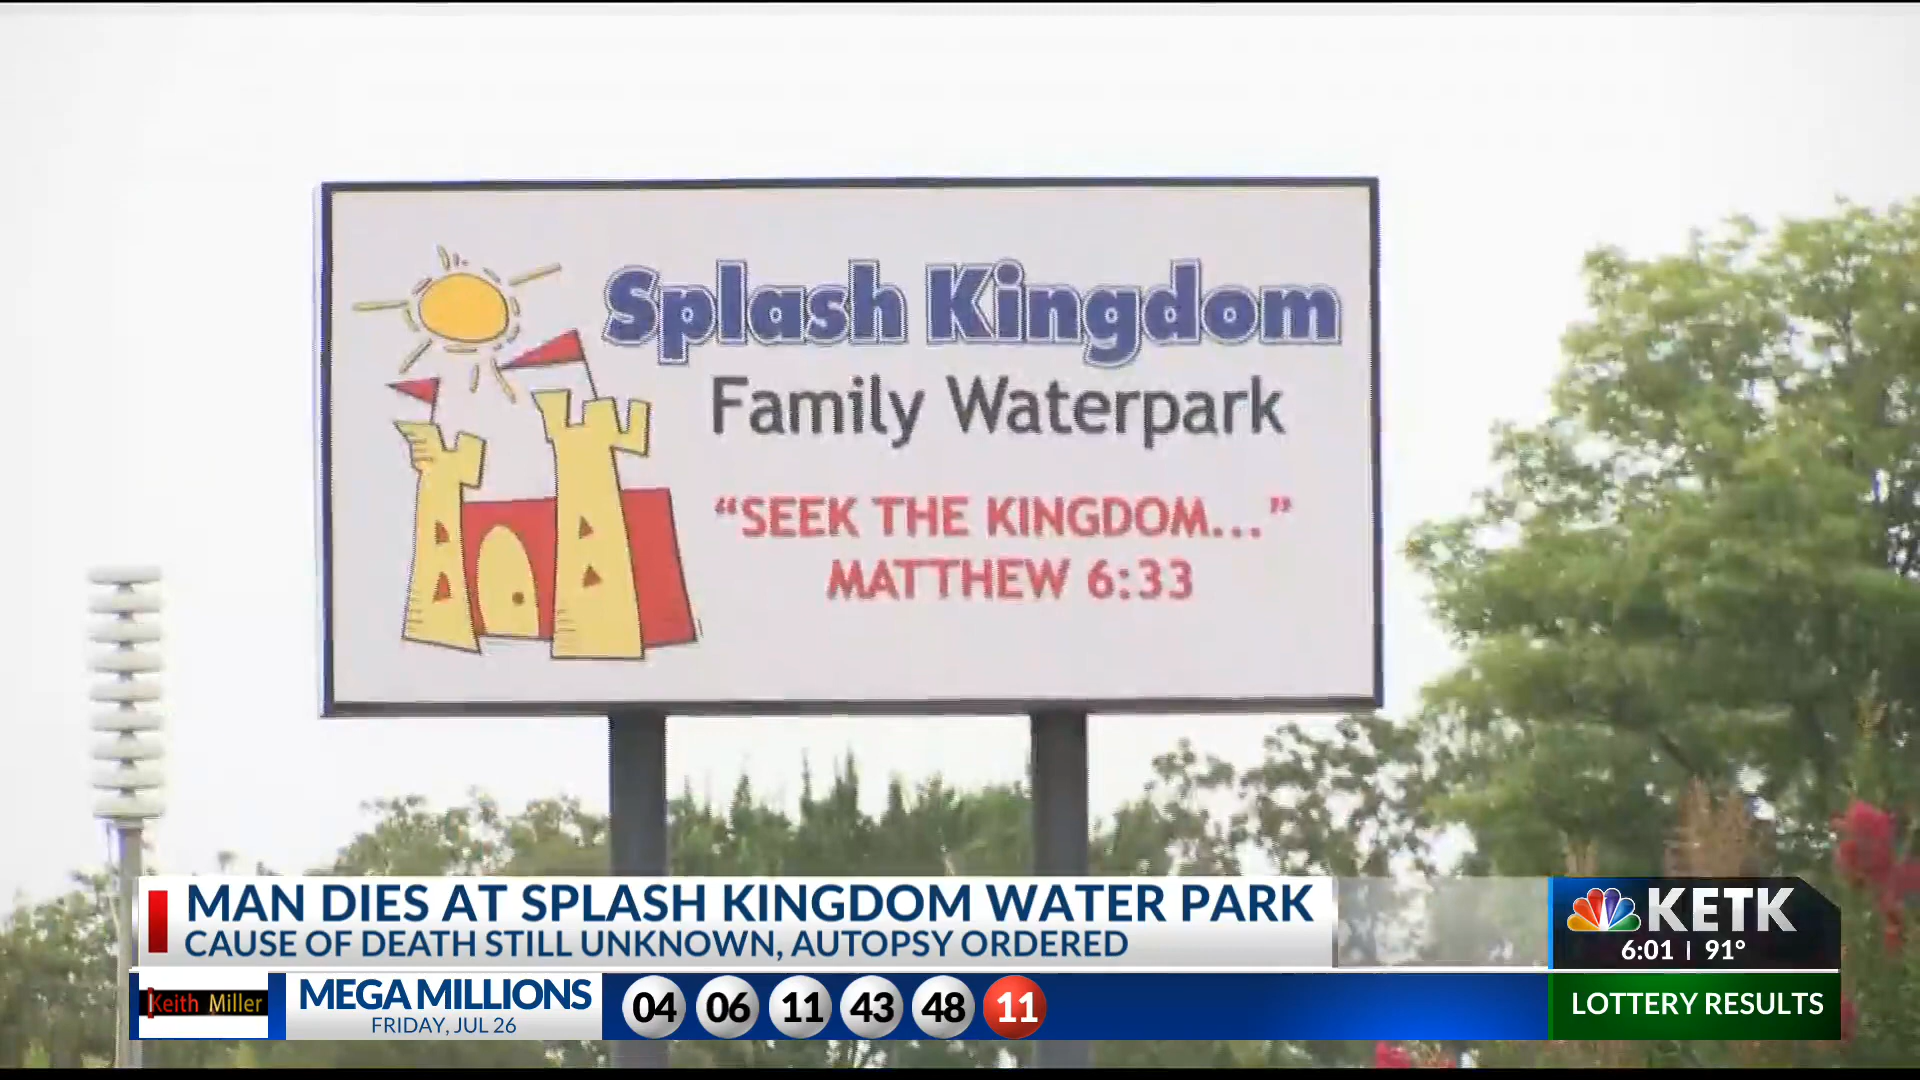 Splash Kingdom
Family Waterpark
“SEEK THE KINGDOM...”
MATTHEW 6:33
MAN DIES AT SPLASH KINGDOM WATER PARK
CAUSE OF DEATH STILL UNKNOWN, AUTOPSY ORDERED
KETK
6:01 | 91°
Keith Miller
MEGA MILLIONS
FRIDAY, JUL 26
04 06 11 43 48 11
LOTTERY RESULTS